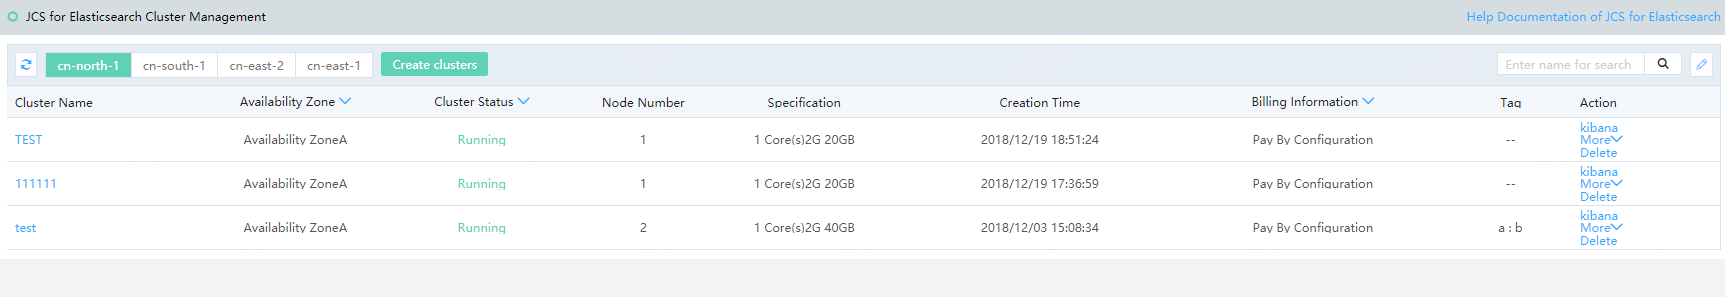 JCS for Elasticsearch Cluster Management Help Documentation of JCS for Elasticsearch
cn-north-1 cn-south-1 cn-east-2 cn-east-1 Create clusters Enter name for search
Cluster Name Availability Zone Cluster Status Node Number Specification Creation Time Billing Information Tag Action
TEST Availability ZoneA Running 1 1 Core(s)2G 20GB 2018/12/19 18:51:24 Pay By Configuration -- kibana
More
Delete
111111 Availability ZoneA Running 1 1 Core(s)2G 20GB 2018/12/19 17:36:59 Pay By Configuration -- kibana
More
Delete
test Availability ZoneA Running 2 1 Core(s)2G 40GB 2018/12/03 15:08:34 Pay By Configuration a : b kibana
More
Delete